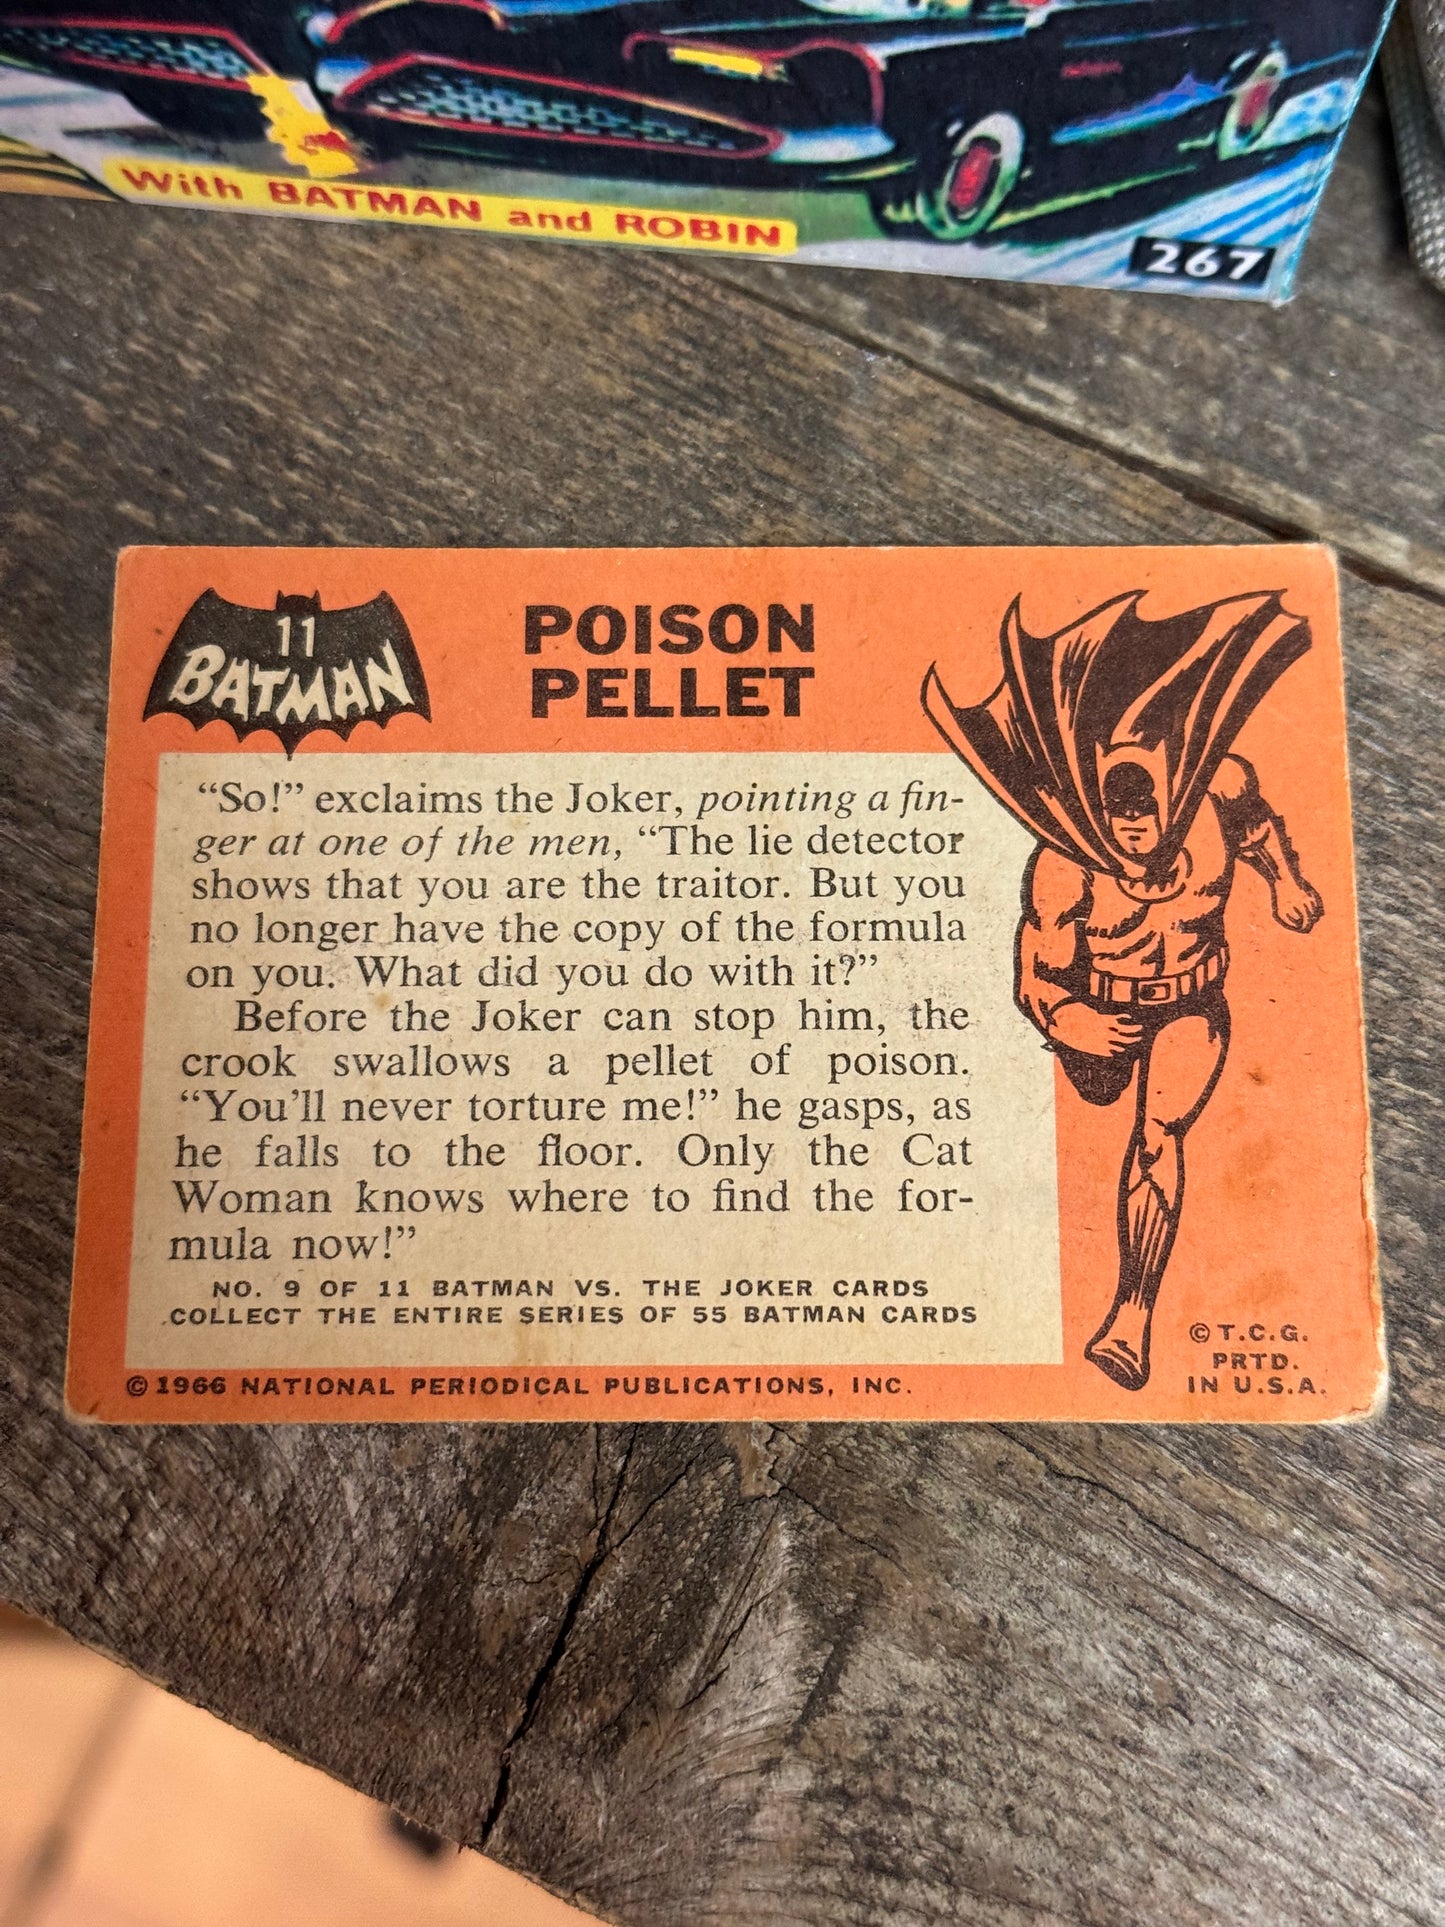 With BATMAN and ROBIN
267
11
BATMAN
POISON
PELLET
“So!” exclaims the Joker, pointing a fin-
ger at one of the men, “The lie detector
shows that you are the traitor. But you
no longer have the copy of the formula
on you. What did you do with it?”
Before the Joker can stop him, the
crook swallows a pellet of poison.
“You’ll never torture me!” he gasps, as
he falls to the floor. Only the Cat
Woman knows where to find the for-
mula now!”
NO. 9 OF 11 BATMAN VS. THE JOKER CARDS
COLLECT THE ENTIRE SERIES OF 55 BATMAN CARDS
© 1966 NATIONAL PERIODICAL PUBLICATIONS, INC.
© T.C.G.
PRTD.
IN U.S.A.